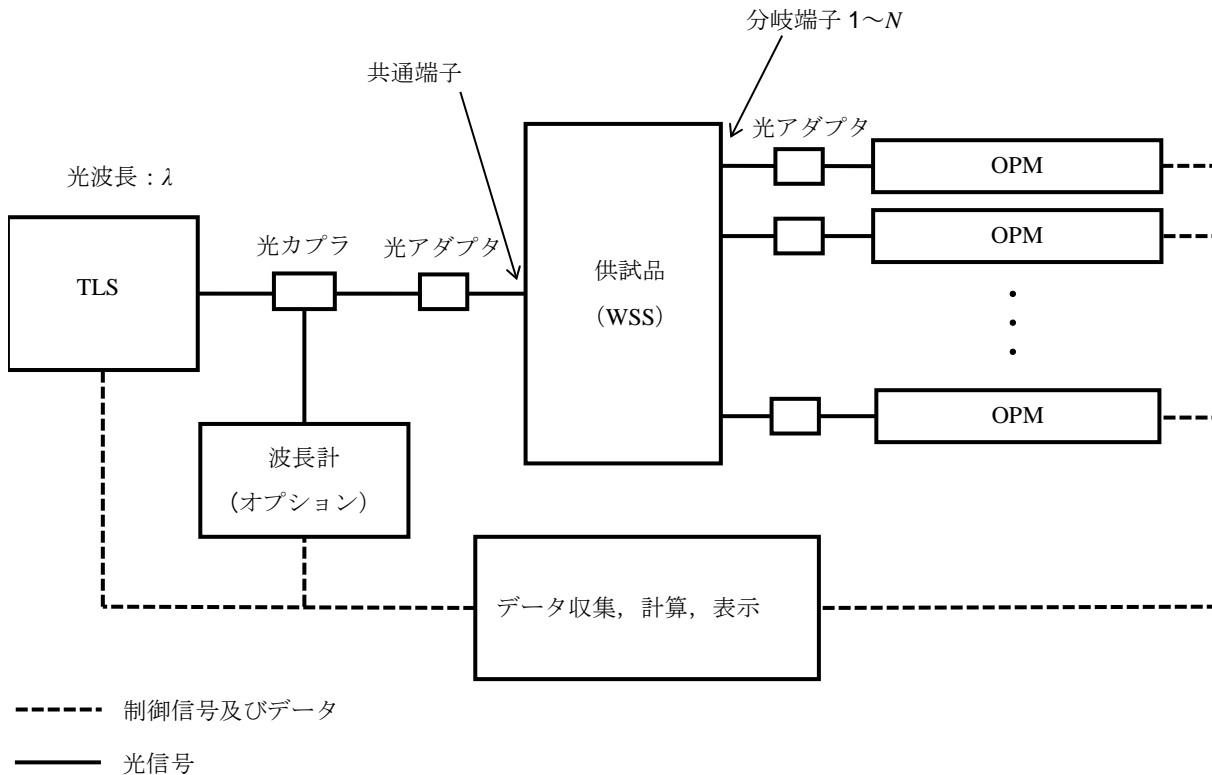 分岐端子 1～N
共通端子
光アダプタ
OPM
光波長：λ
OPM
光カプラ
光アダプタ
TLS
供試品
（WSS）
OPM
波長計
（オプション）
データ収集，計算，表示
制御信号及びデータ
光信号